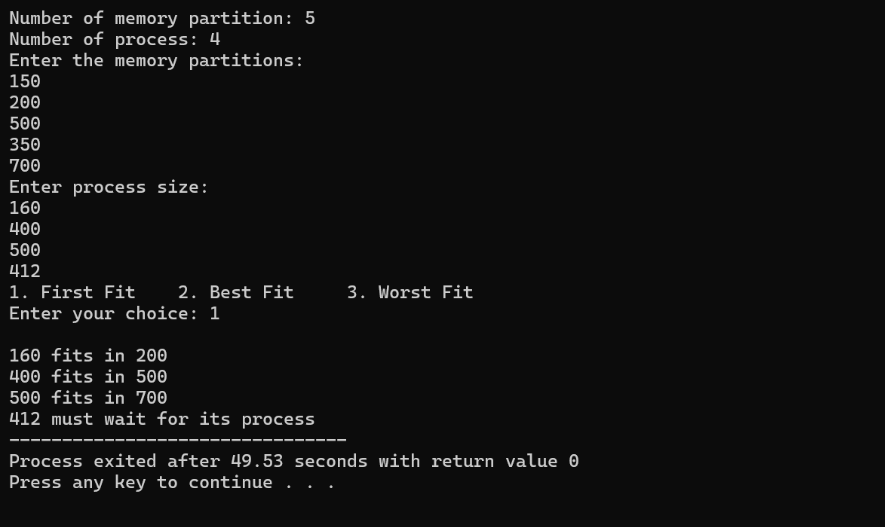 Number of memory partition: 5
Number of process: 4
Enter the memory partitions:
150
200
500
350
700
Enter process size:
160
400
500
412
1. First Fit    2. Best Fit     3. Worst Fit
Enter your choice: 1

160 fits in 200
400 fits in 500
500 fits in 700
412 must wait for its process
--------------------------------
Process exited after 49.53 seconds with return value 0
Press any key to continue . . .